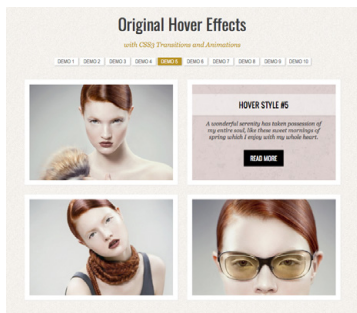 Original Hover Effects
with CSS3 Transitions and Animations
DEMO 1 DEMO 2 DEMO 3 DEMO 4 DEMO 5 DEMO 6 DEMO 7 DEMO 8 DEMO 9 DEMO 10
HOVER STYLE #5
A wonderful serenity has taken possession of
my entire soul, like these sweet mornings of
spring which I enjoy with my whole heart.
READ MORE